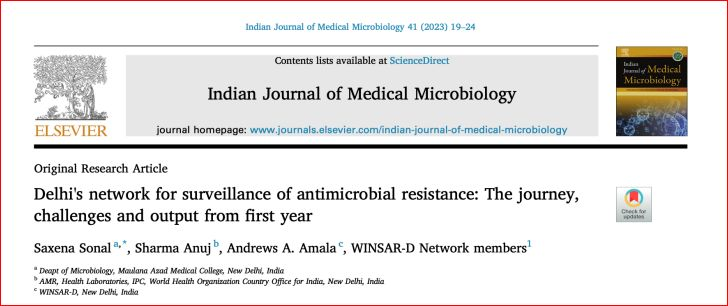 Indian Journal of Medical Microbiology 41 (2023) 19–24
Contents lists available at ScienceDirect
Indian Journal of Medical Microbiology
journal homepage: www.journals.elsevier.com/indian-journal-of-medical-microbiology
ELSEVIER
Indian
Journal of Medical
Microbiology
Original Research Article
Delhi's network for surveillance of antimicrobial resistance: The journey,
challenges and output from first year
Check for
updates
Saxena Sonal a,*, Sharma Anuj b, Andrews A. Amala c, WINSAR-D Network members1
a Deapt of Microbiology, Maulana Azad Medical College, New Delhi, India
b AMR, Health Laboratories, IPC, World Health Organization Country Office for India, New Delhi, India
c WINSAR-D, New Delhi, India